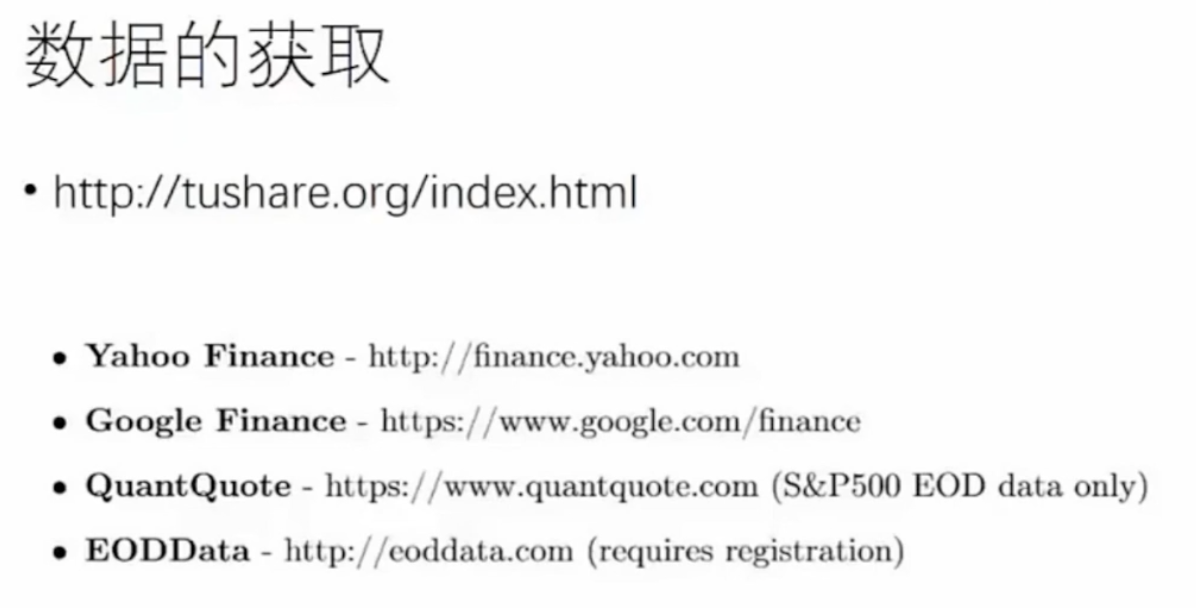 数据的获取
• http://tushare.org/index.html
• Yahoo Finance - http://finance.yahoo.com
• Google Finance - https://www.google.com/finance
• QuantQuote - https://www.quantquote.com (S&P500 EOD data only)
• EODData - http://eoddata.com (requires registration)